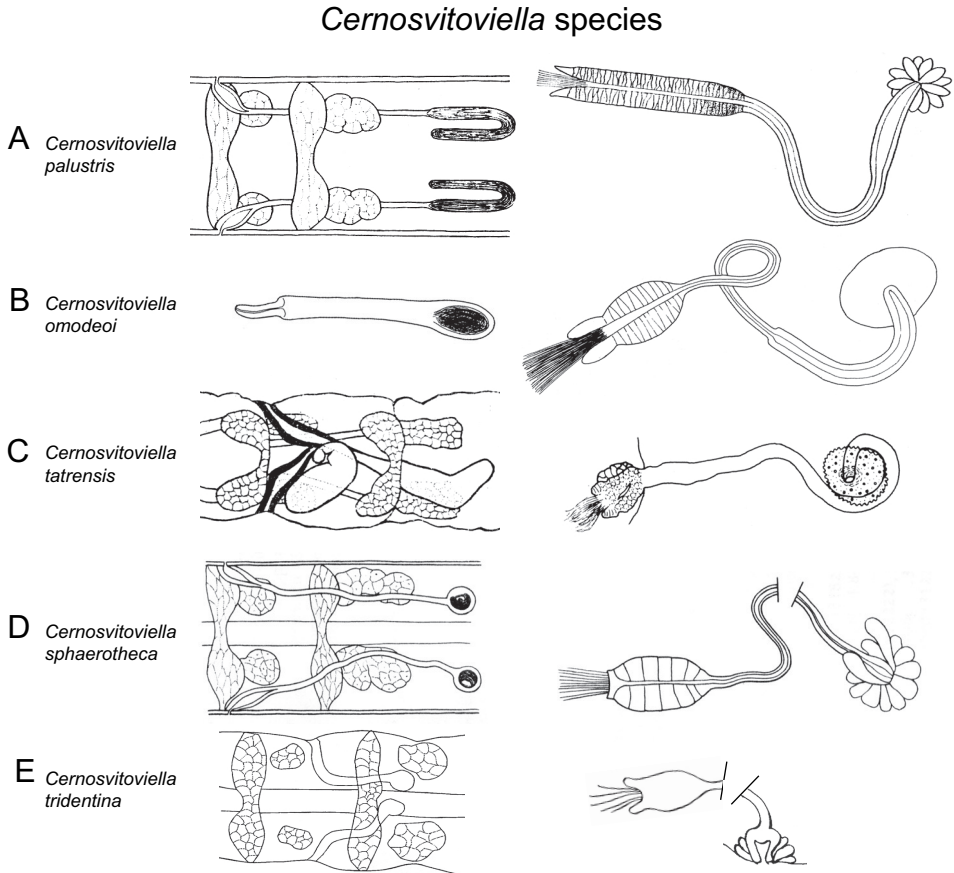 Cernosvitoviella species
A Cernosvitoviella
palustris
B Cernosvitoviella
omodeoi
C Cernosvitoviella
tatrensis
D Cernosvitoviella
sphaerotheca
E Cernosvitoviella
tridentina